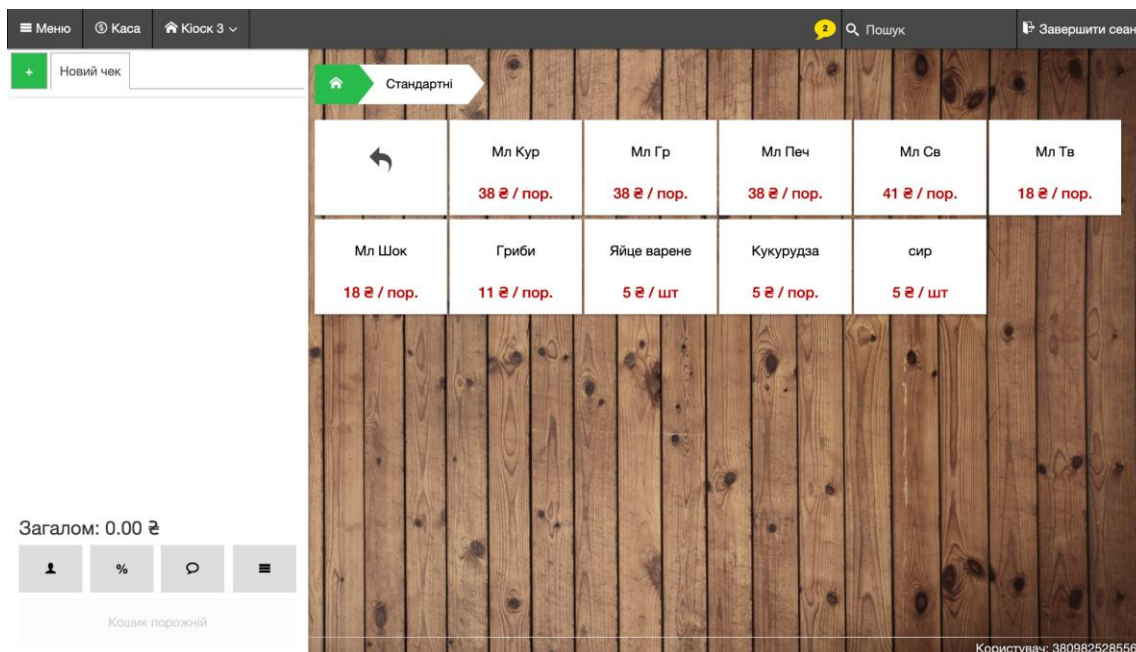 Меню Каса Кіоск 3 2 Пошук Завершити сеан
+ Новий чек
Стандартні
Мл Кур Мл Гр Мл Печ Мл Св Мл Тв
38 ₴ / пор. 38 ₴ / пор. 38 ₴ / пор. 41 ₴ / пор. 18 ₴ / пор.
Мл Шок Гриби Яйце варене Кукурудза сир
18 ₴ / пор. 11 ₴ / пор. 5 ₴ / шт 5 ₴ / пор. 5 ₴ / шт
Загалом: 0.00 ₴
%
Кошик порожній
Користувач: 380982528556